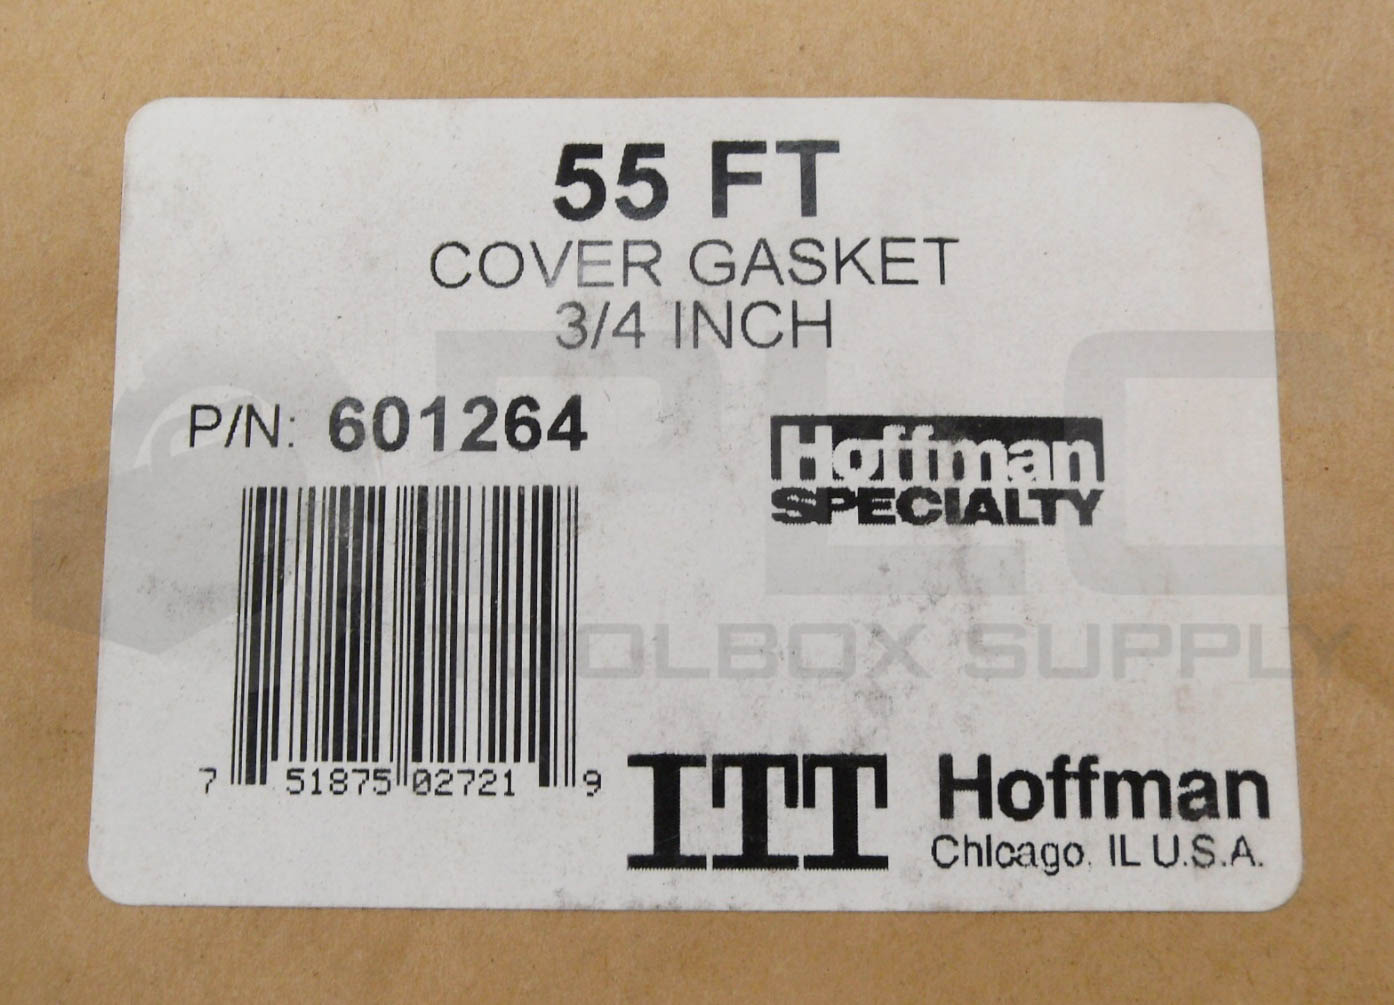 55 FT
COVER GASKET
3/4 INCH
P/N: 601264
Hoffman
SPECIALTY
PLC
TOOLBOX SUPPLY
7 51875 02721 9
ITT Hoffman
Chicago, IL U.S.A.